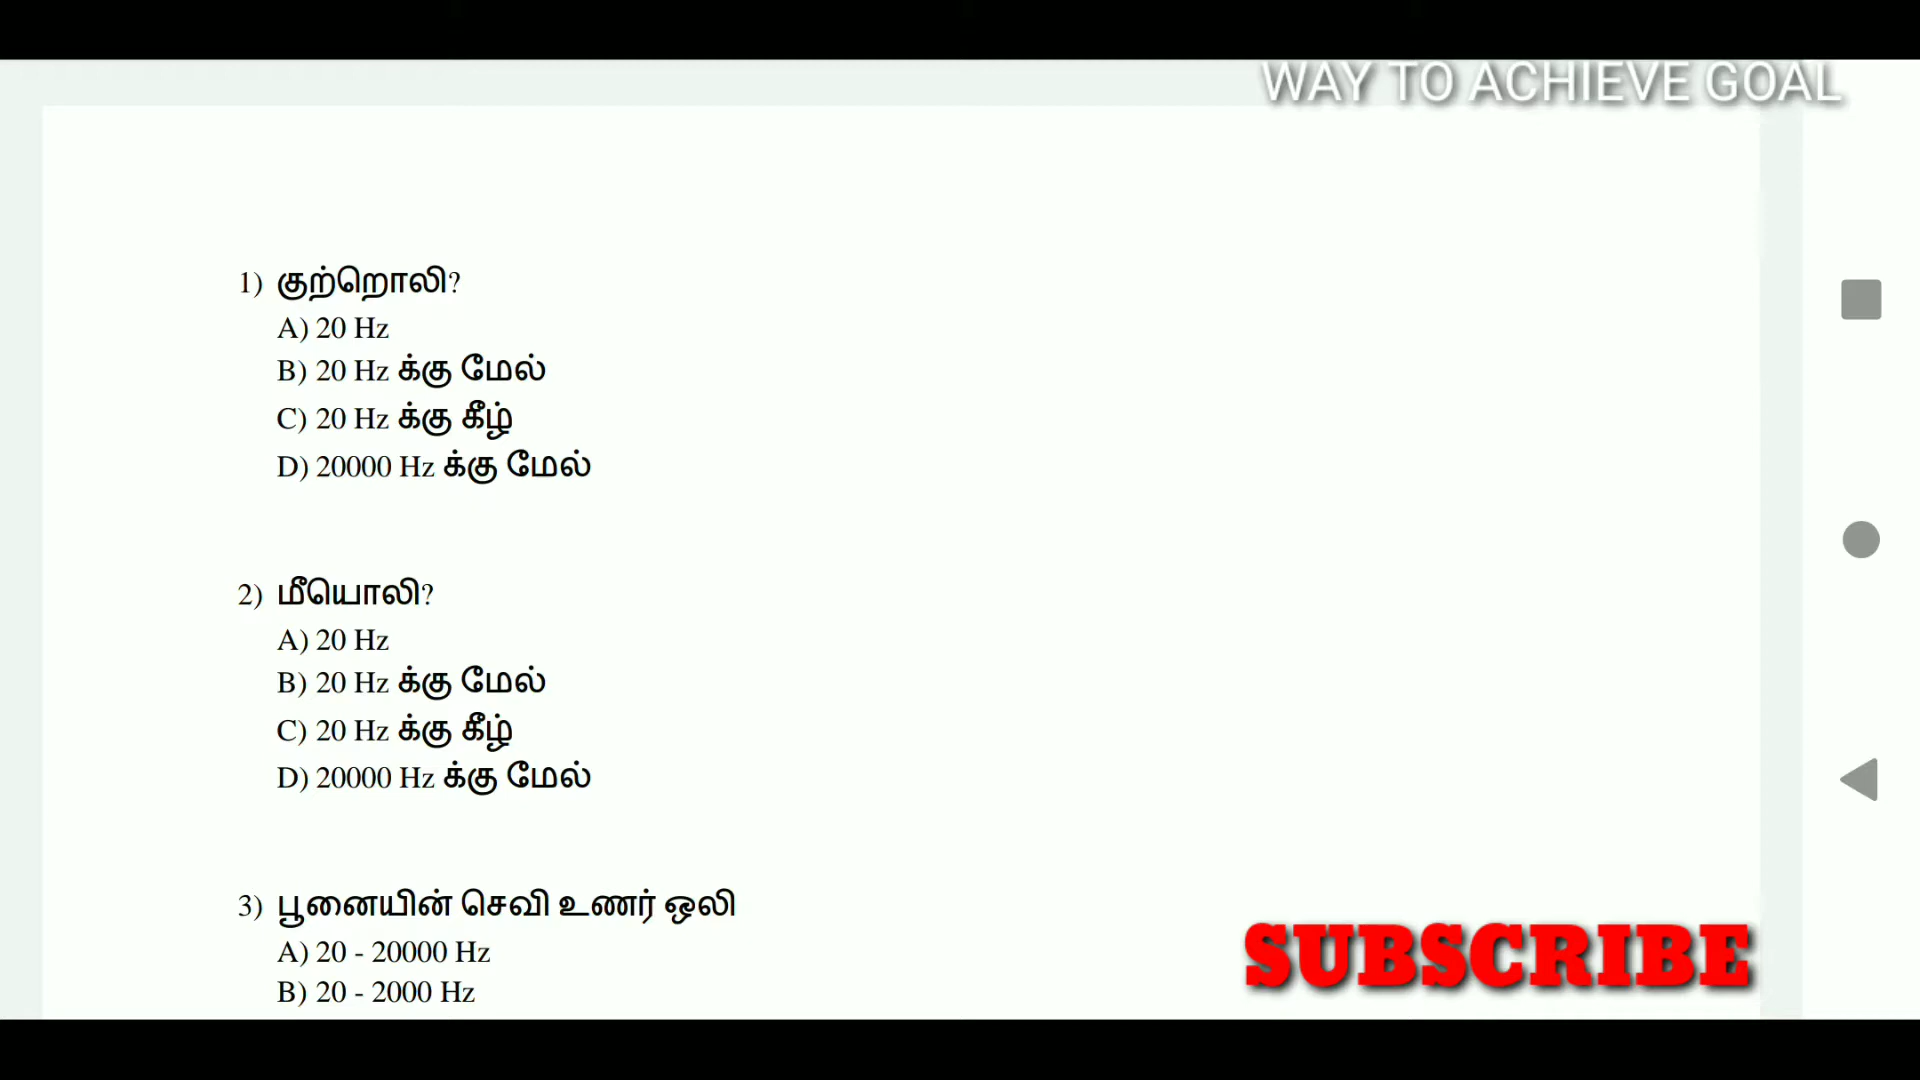 WAY TO ACHIEVE GOAL
1) குற்றொலி?
A) 20 Hz
B) 20 Hz க்கு மேல்
C) 20 Hz க்கு கீழ்
D) 20000 Hz க்கு மேல்
2) மீயொலி?
A) 20 Hz
B) 20 Hz க்கு மேல்
C) 20 Hz க்கு கீழ்
D) 20000 Hz க்கு மேல்
3) பூனையின் செவி உணர் ஒலி
A) 20 - 20000 Hz
B) 20 - 2000 Hz
SUBSCRIBE